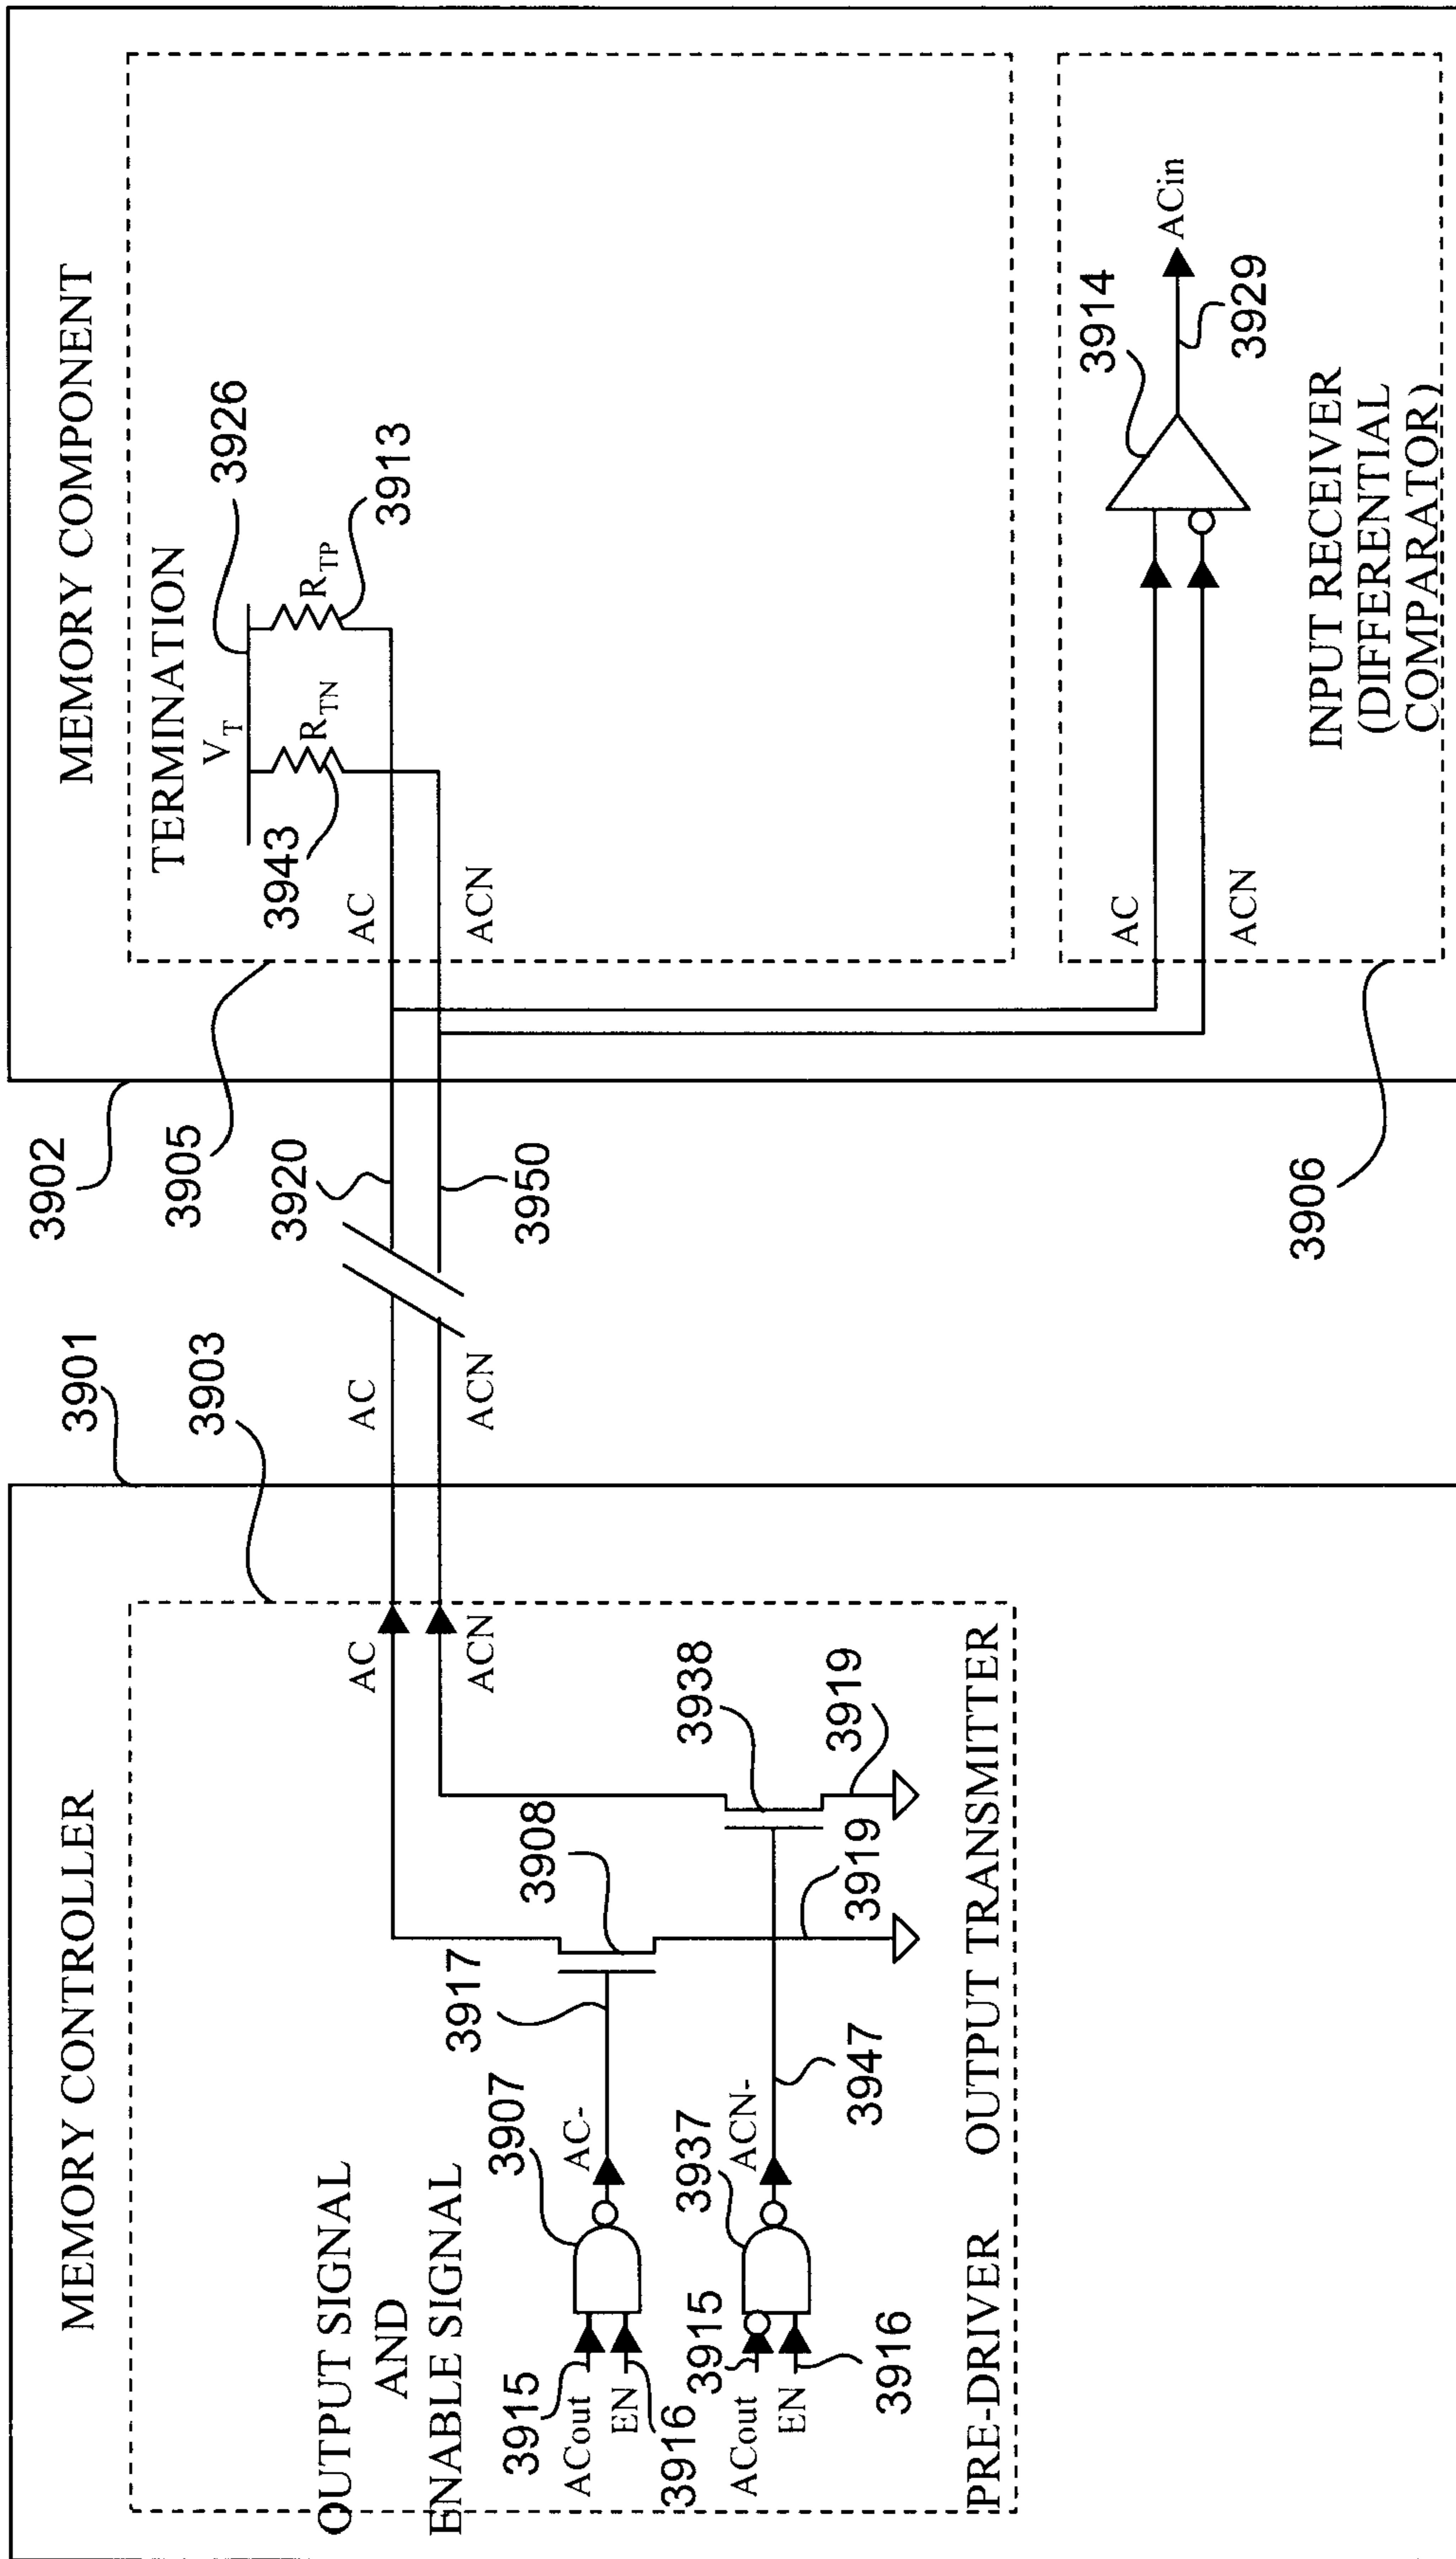 MEMORY CONTROLLER
OUTPUT SIGNAL
AND
ENABLE SIGNAL
3915
ACout
EN
3916
3907
AC-
3917
3908
3915
ACout
EN
3916
3937
ACN-
3947
3938
3919
3919
AC
ACN
PRE-DRIVER
OUTPUT TRANSMITTER
3901
3903
AC
ACN
3902
3905
3920
3950
3906
MEMORY COMPONENT
TERMINATION
VT
3926
RTN
RTP
3943
3913
AC
ACN
AC
ACN
3914
ACin
3929
INPUT RECEIVER
(DIFFERENTIAL
COMPARATOR)